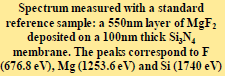 Spectrum measured with a standard
reference sample: a 550nm layer of MgF₂
deposited on a 100nm thick Si₃N₄
membrane. The peaks correspond to F
(676.8 eV), Mg (1253.6 eV) and Si (1740 eV)